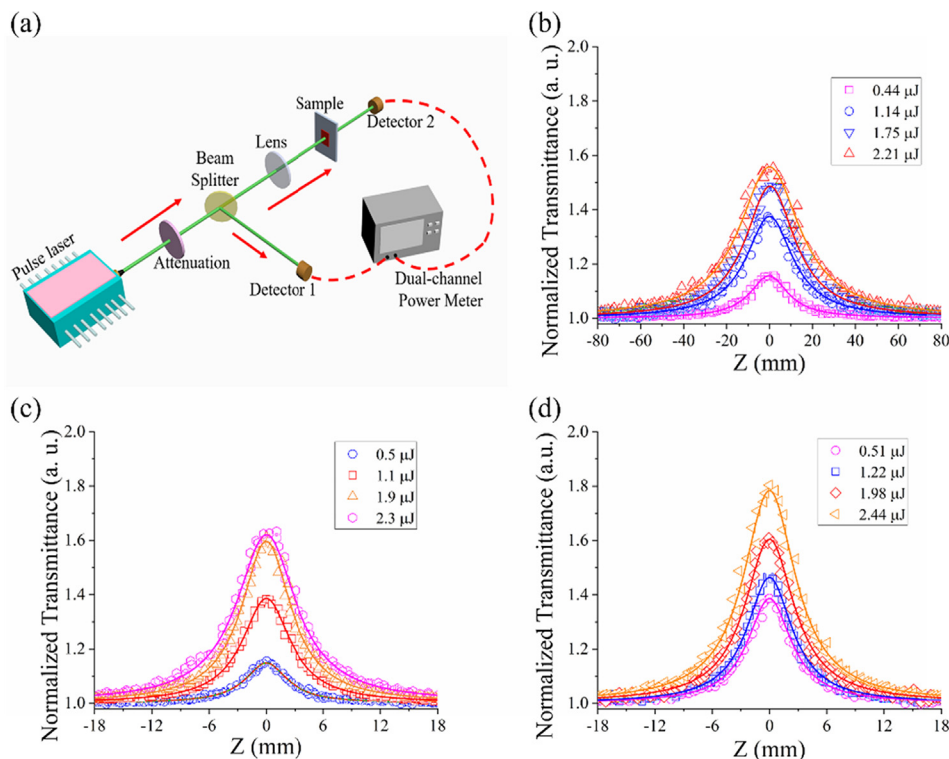 (a)
Pulse laser
Attenuation
Beam
Splitter
Lens
Sample
Detector 1
Detector 2
Dual-channel
Power Meter
(b)
Normalized Transmittance (a. u.)
2.0
1.8
1.6
1.4
1.2
1.0
0.44 μJ
1.14 μJ
1.75 μJ
2.21 μJ
-80 -60 -40 -20 0 20 40 60 80
Z (mm)
(c)
Normalized Transmittance (a. u.)
2.0
1.8
1.6
1.4
1.2
1.0
0.5 μJ
1.1 μJ
1.9 μJ
2.3 μJ
-18 -12 -6 0 6 12 18
Z (mm)
(d)
Normalized Transmittance (a.u.)
2.0
1.8
1.6
1.4
1.2
1.0
0.51 μJ
1.22 μJ
1.98 μJ
2.44 μJ
-18 -12 -6 0 6 12 18
Z (mm)